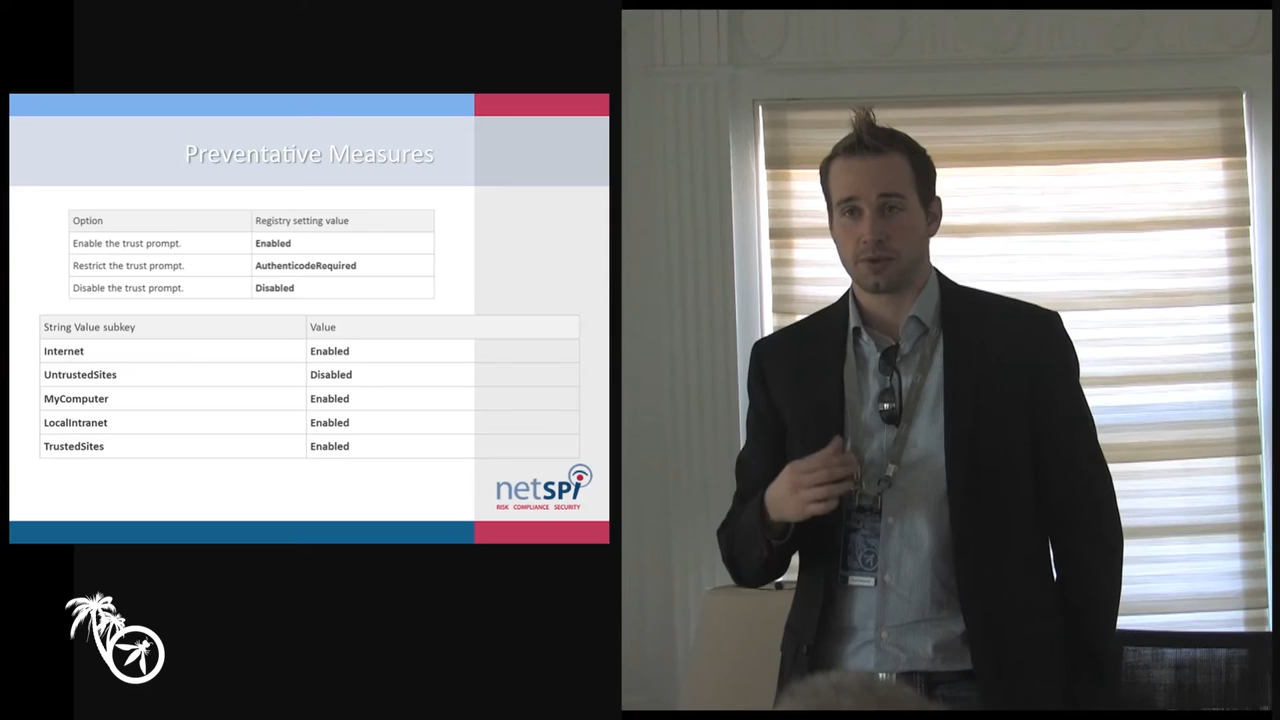 Preventative Measures
Option Registry setting value
Enable the trust prompt. Enabled
Restrict the trust prompt. AuthenticodeRequired
Disable the trust prompt. Disabled
String Value subkey Value
Internet Enabled
UntrustedSites Disabled
MyComputer Enabled
LocalIntranet Enabled
TrustedSites Enabled
netSPI
RISK COMPLIANCE SECURITY